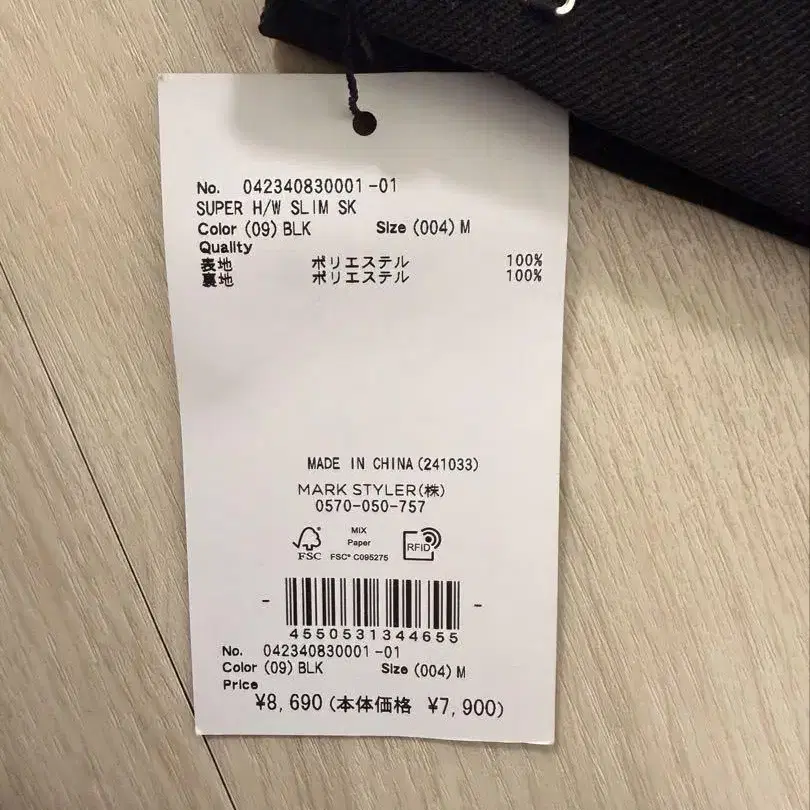 No. 042340830001-01
SUPER H/W SLIM SK
Color (09) BLK Size (004) M
Quality
表地 ポリエステル 100%
裏地 ポリエステル 100%
MADE IN CHINA(241033)
MARK STYLER(株)
0570-050-757
FSC
MIX
Paper
FSC® C095275
RFID
- -
4550531344655
No. 042340830001-01
Color (09) BLK Size (004) M
Price
¥8,690 (本体価格 ¥7,900)